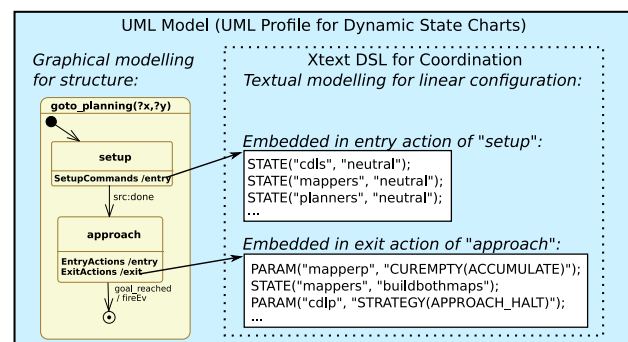 UML Model (UML Profile for Dynamic State Charts)
Graphical modelling
for structure:
goto_planning(?x,?y)
setup
SetupCommands /entry
src:done
approach
EntryActions /entry
ExitActions /exit
goal_reached
/ fireEv
Xtext DSL for Coordination
Textual modelling for linear configuration:
Embedded in entry action of "setup":
STATE("cdls", "neutral");
STATE("mappers", "neutral");
STATE("planners", "neutral");
...
Embedded in exit action of "approach":
PARAM("mapperp", "CUREMPTY(ACCUMULATE)");
STATE("mappers", "buildbothmaps");
PARAM("cdlp", "STRATEGY(APPROACH_HALT)");
...